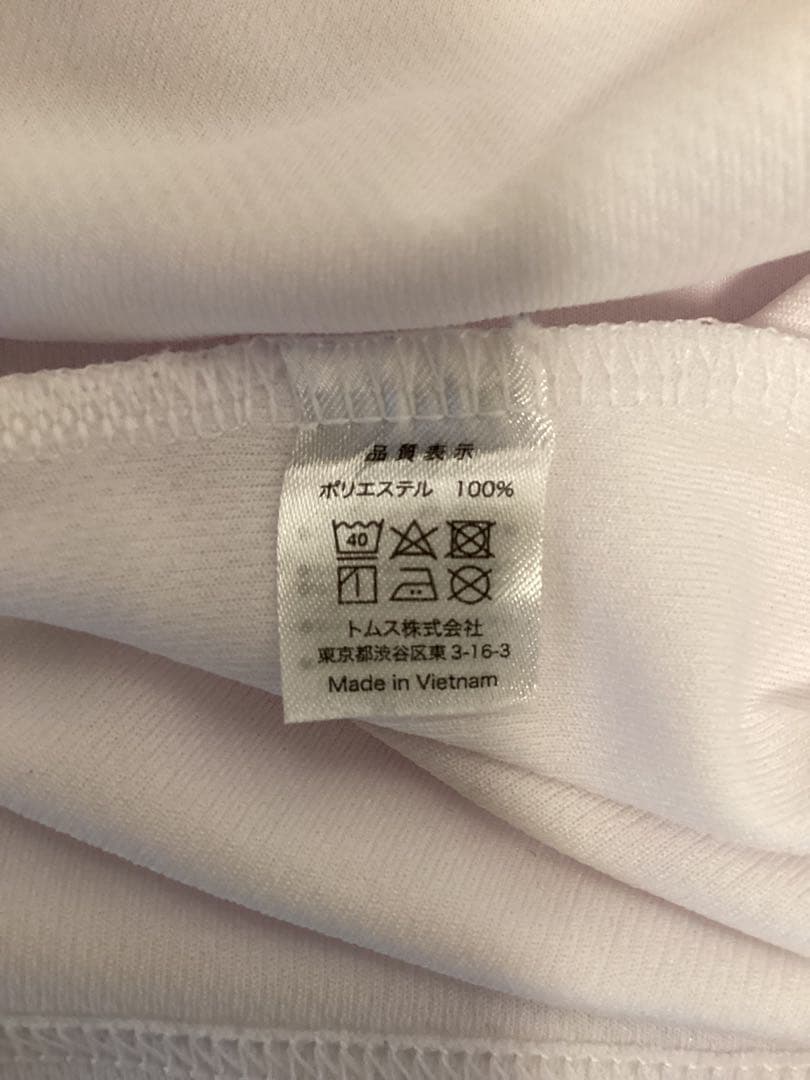 品質表示
ポリエステル 100%
40
トムス株式会社
東京都渋谷区東3-16-3
Made in Vietnam